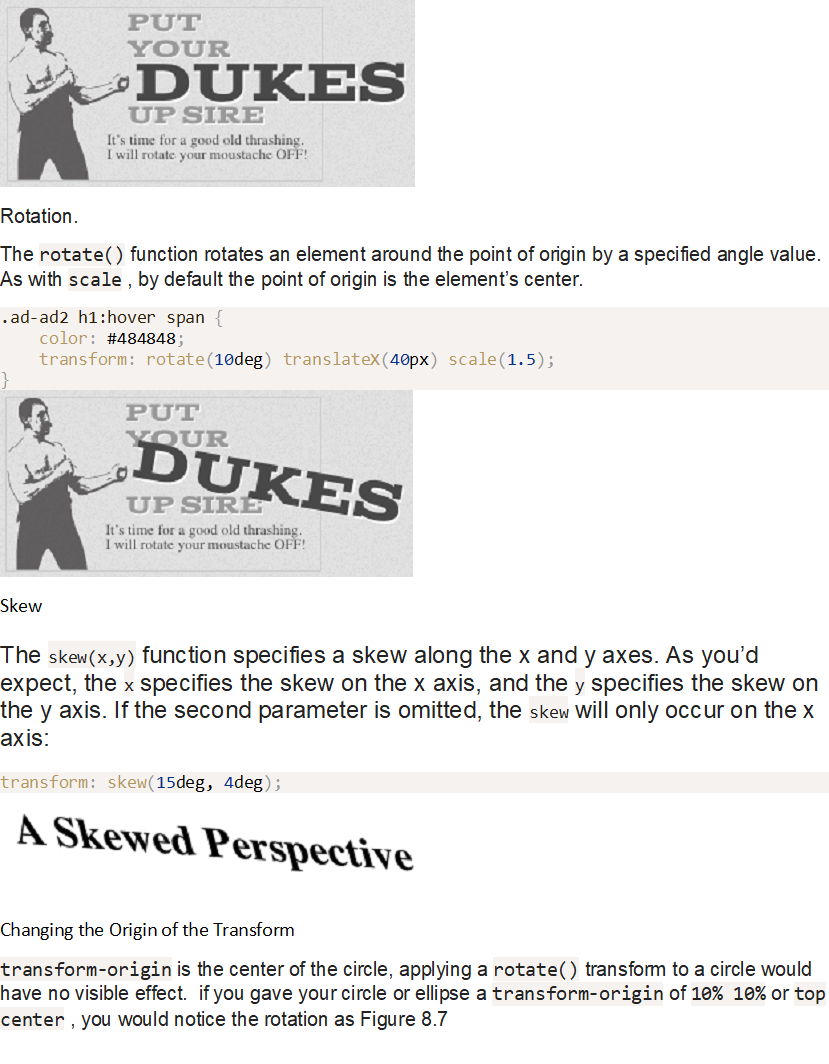 PUT
YOUR
DUKES
UP SIRE
It's time for a good old thrashing.
I will rotate your moustache OFF!
Rotation.
The rotate() function rotates an element around the point of origin by a specified angle value.
As with scale , by default the point of origin is the element’s center.
.ad-ad2 h1:hover span {
    color: #484848;
    transform: rotate(10deg) translateX(40px) scale(1.5);
}
PUT
YOUR
DUKES
UP SIRE
It's time for a good old thrashing.
I will rotate your moustache OFF!
Skew
The skew(x,y) function specifies a skew along the x and y axes. As you’d
expect, the x specifies the skew on the x axis, and the y specifies the skew on
the y axis. If the second parameter is omitted, the skew will only occur on the x
axis:
transform: skew(15deg, 4deg);
A Skewed Perspective
Changing the Origin of the Transform
transform-origin is the center of the circle, applying a rotate() transform to a circle would
have no visible effect.  if you gave your circle or ellipse a transform-origin of 10% 10% or top
center , you would notice the rotation as Figure 8.7